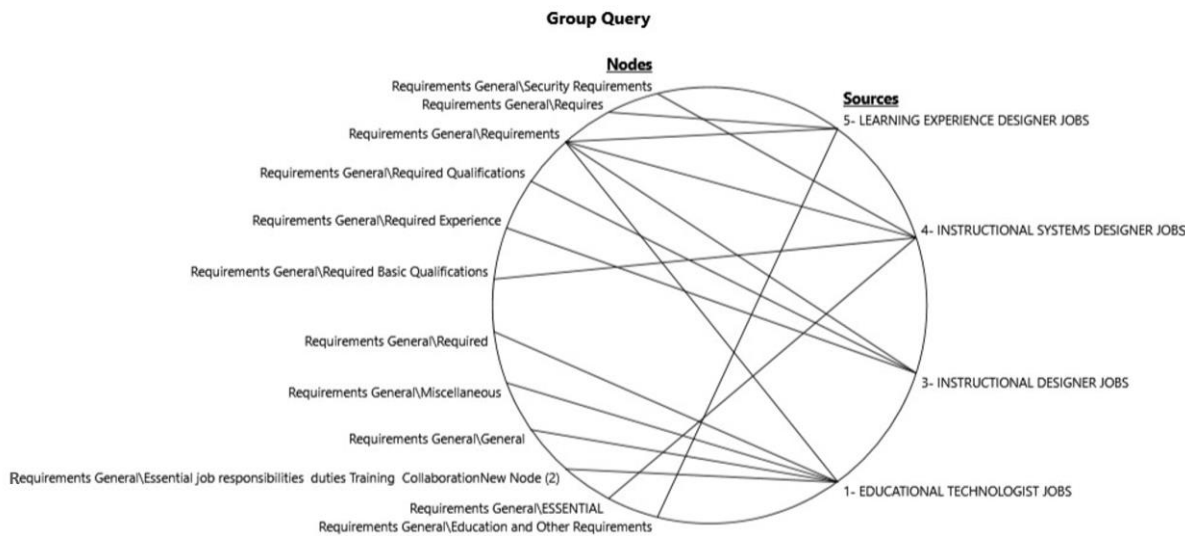 Group Query
Nodes
Requirements General\Security Requirements
Requirements General\Requires
Requirements General\Requirements
Requirements General\Required Qualifications
Requirements General\Required Experience
Requirements General\Required Basic Qualifications
Requirements General\Required
Requirements General\Miscellaneous
Requirements General\General
Requirements General\Essential job responsibilities duties Training CollaborationNew Node (2)
Requirements General\ESSENTIAL
Requirements General\Education and Other Requirements
Sources
5- LEARNING EXPERIENCE DESIGNER JOBS
4- INSTRUCTIONAL SYSTEMS DESIGNER JOBS
3- INSTRUCTIONAL DESIGNER JOBS
1- EDUCATIONAL TECHNOLOGIST JOBS